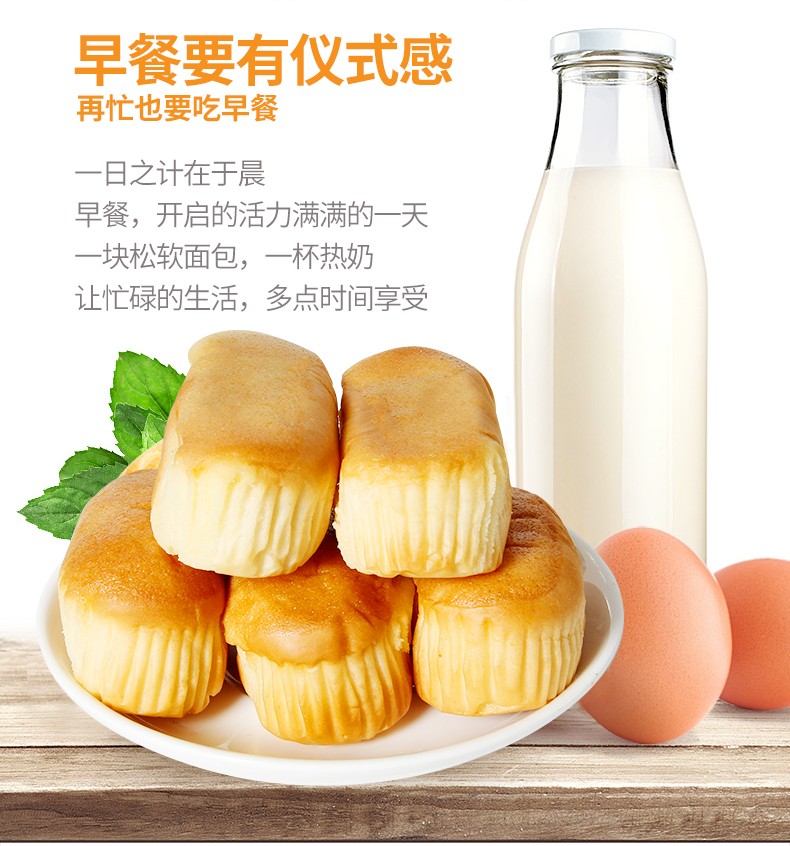 早餐要有仪式感
再忙也要吃早餐
一日之计在于晨
早餐，开启的活力满满的一天
一块松软面包，一杯热奶
让忙碌的生活，多点时间享受